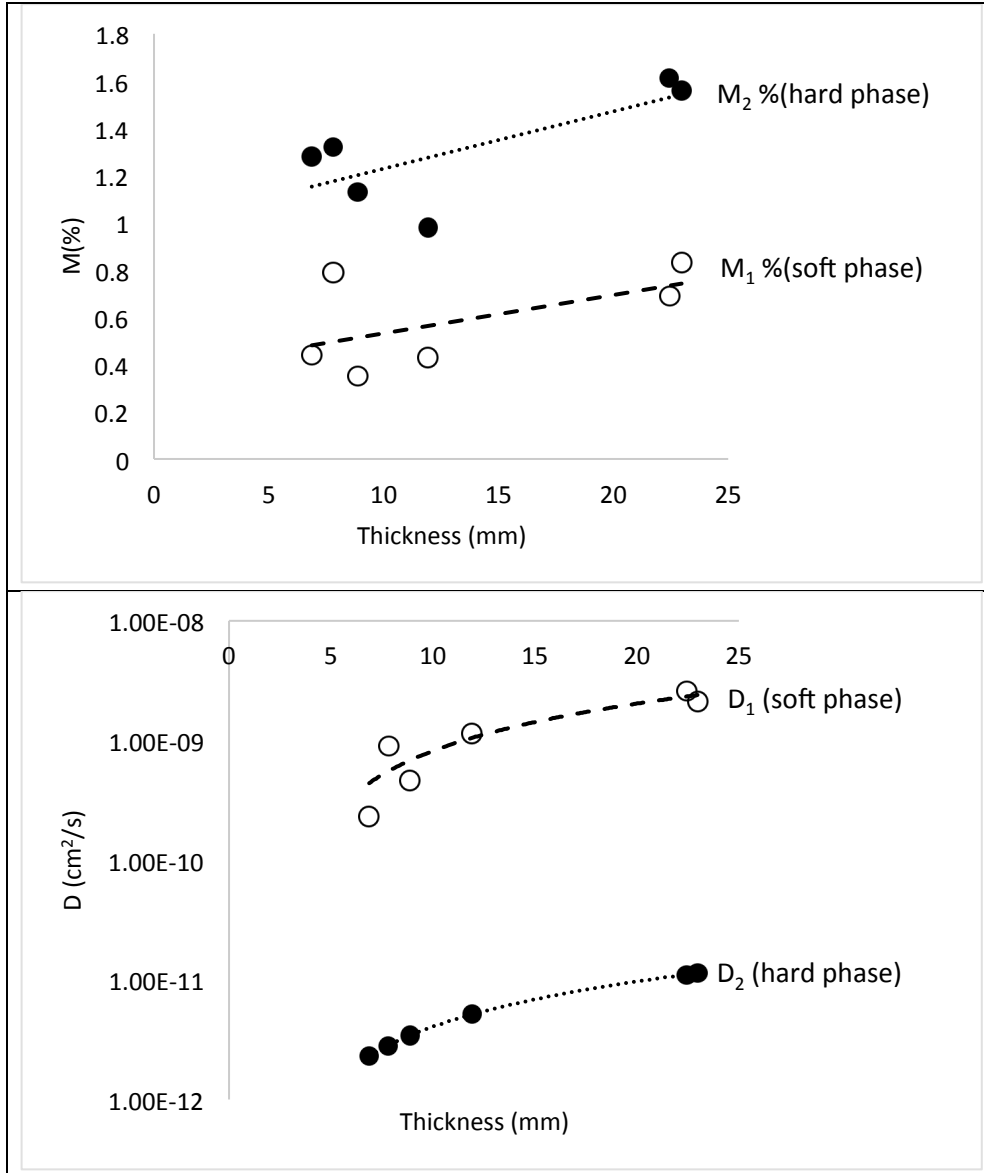 1.8
1.6
1.4
1.2
1
0.8
0.6
0.4
0.2
0
M(%)
M₂ %(hard phase)
M₁ %(soft phase)
0 5 10 15 20 25
Thickness (mm)
1.00E-08
0 5 10 15 20 25
1.00E-09
1.00E-10
1.00E-11
1.00E-12
D (cm²/s)
D₁ (soft phase)
D₂ (hard phase)
Thickness (mm)